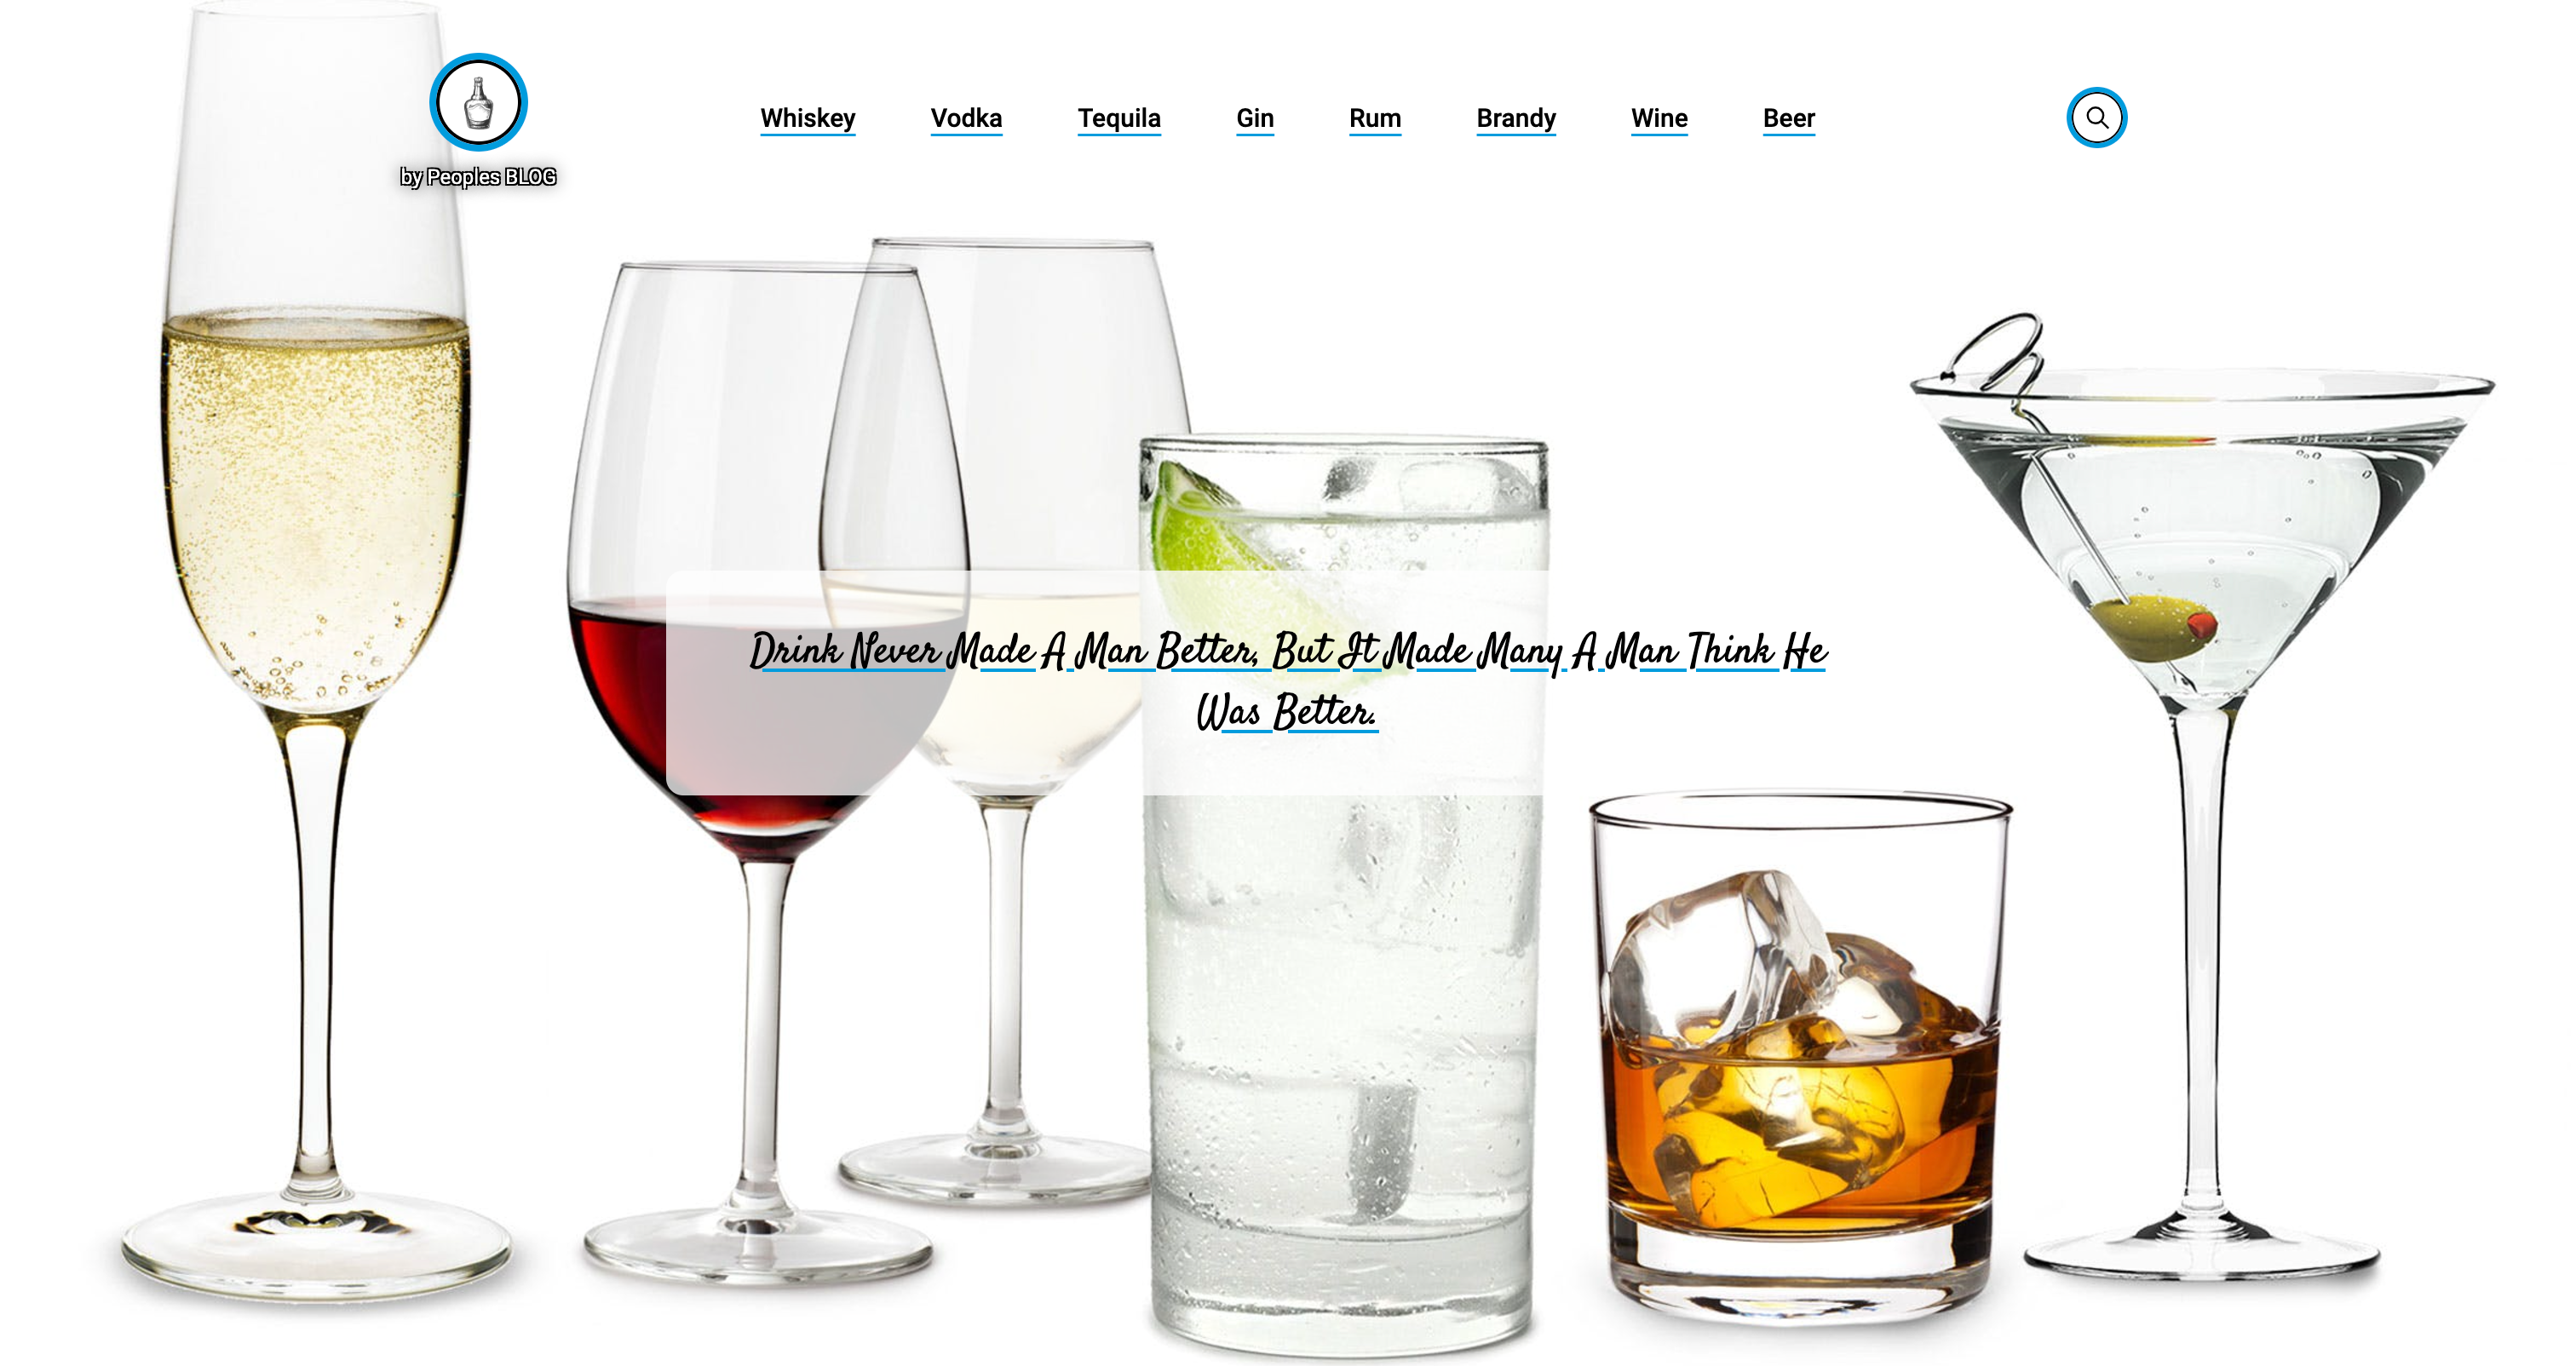 by Peoples BLOG
Whiskey Vodka Tequila Gin Rum Brandy Wine Beer
Drink Never Made A Man Better, But It Made Many A Man Think He
Was Better.